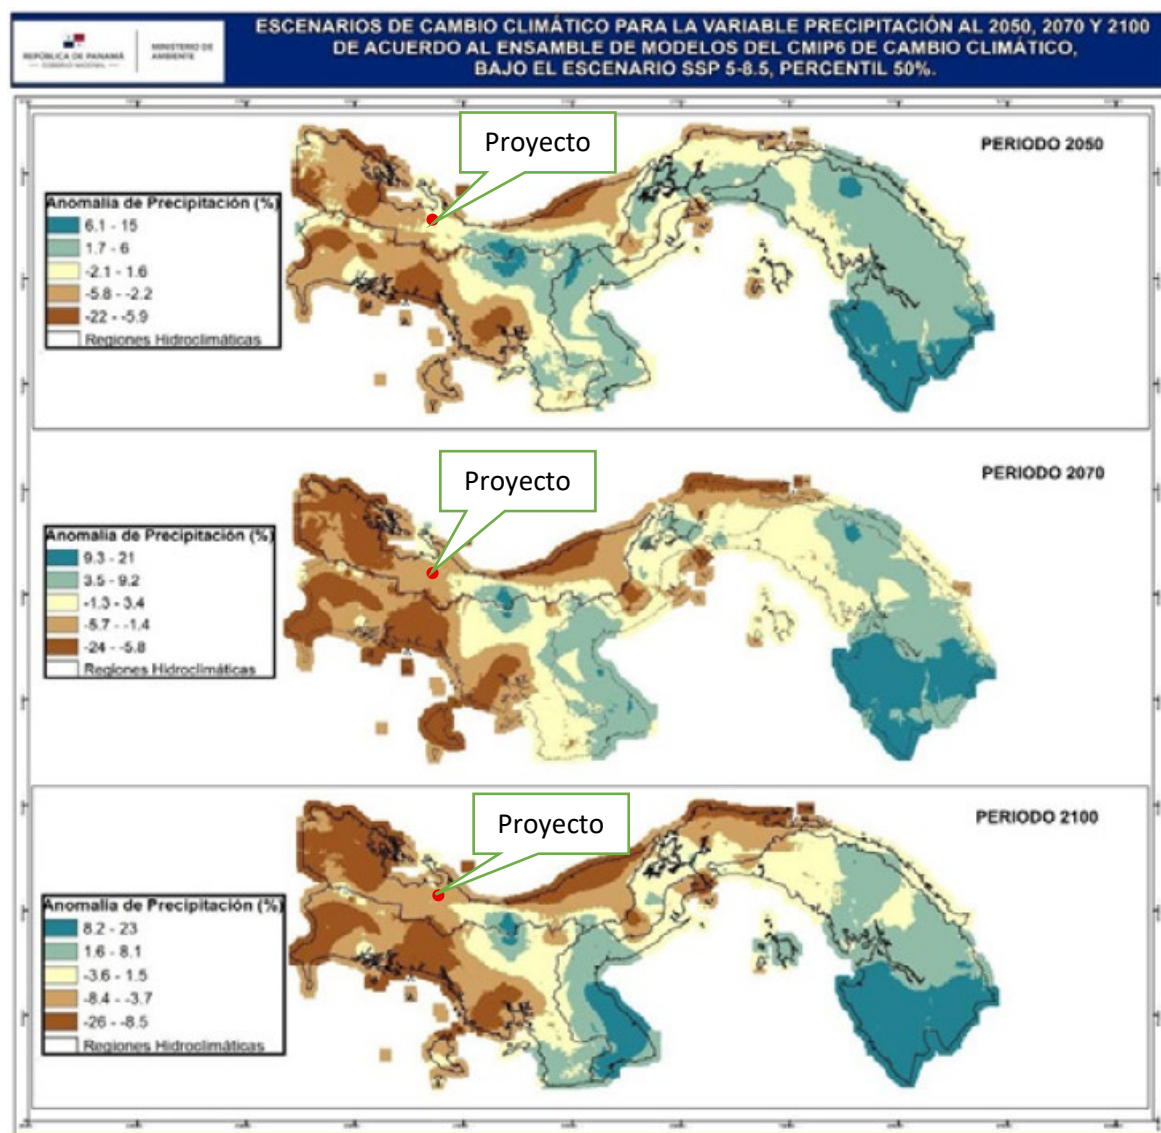 REPÚBLICA DE PANAMÁ
— GOBIERNO NACIONAL —
MINISTERIO DE
AMBIENTE
ESCENARIOS DE CAMBIO CLIMÁTICO PARA LA VARIABLE PRECIPITACIÓN AL 2050, 2070 Y 2100
DE ACUERDO AL ENSAMBLE DE MODELOS DEL CMIP6 DE CAMBIO CLIMÁTICO,
BAJO EL ESCENARIO SSP 5-8.5, PERCENTIL 50%.
Proyecto
PERIODO 2050
Anomalía de Precipitación (%)
6.1 - 15
1.7 - 6
-2.1 - 1.6
-5.8 - -2.2
-22 - -5.9
Regiones Hidroclimáticas
Proyecto
PERIODO 2070
Anomalía de Precipitación (%)
9.3 - 21
3.5 - 9.2
-1.3 - 3.4
-5.7 - -1.4
-24 - -5.8
Regiones Hidroclimáticas
Proyecto
PERIODO 2100
Anomalía de Precipitación (%)
8.2 - 23
1.6 - 8.1
-3.6 - 1.5
-8.4 - -3.7
-26 - -8.5
Regiones Hidroclimáticas